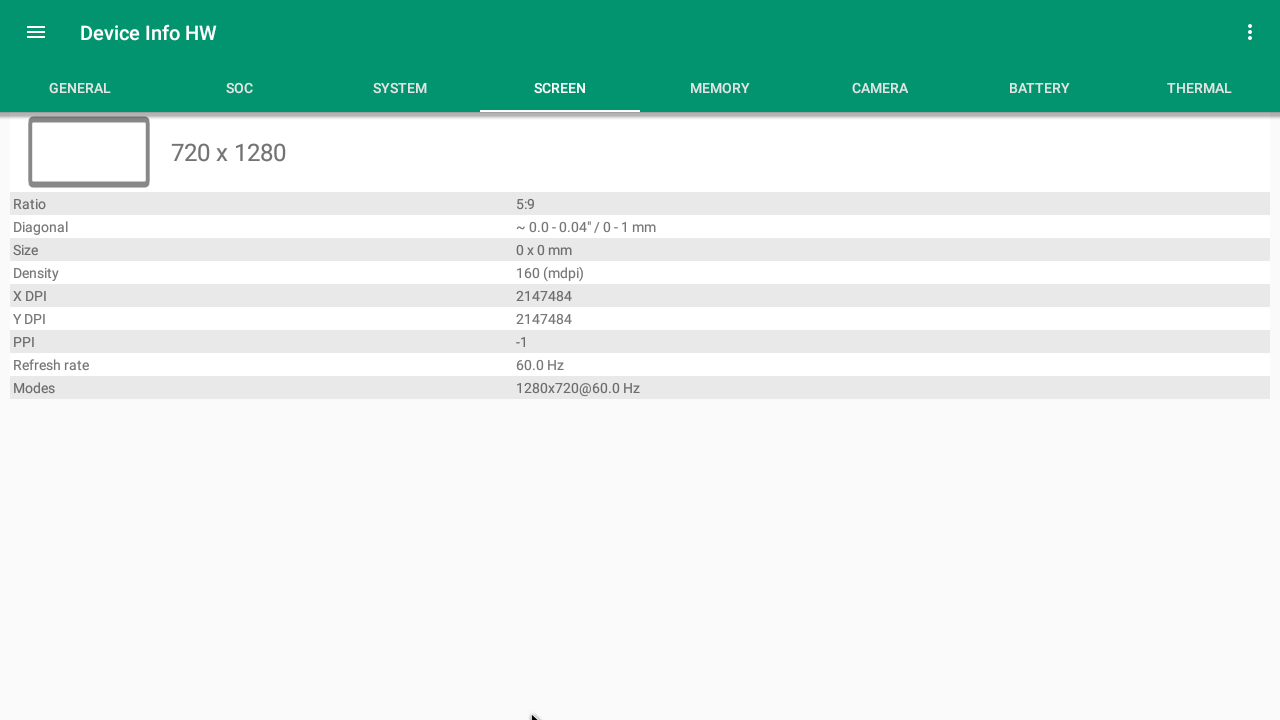 Device Info HW
GENERAL SOC SYSTEM SCREEN MEMORY CAMERA BATTERY THERMAL
720 x 1280
Ratio 5:9
Diagonal ~ 0.0 - 0.04" / 0 - 1 mm
Size 0 x 0 mm
Density 160 (mdpi)
X DPI 2147484
Y DPI 2147484
PPI -1
Refresh rate 60.0 Hz
Modes 1280x720@60.0 Hz